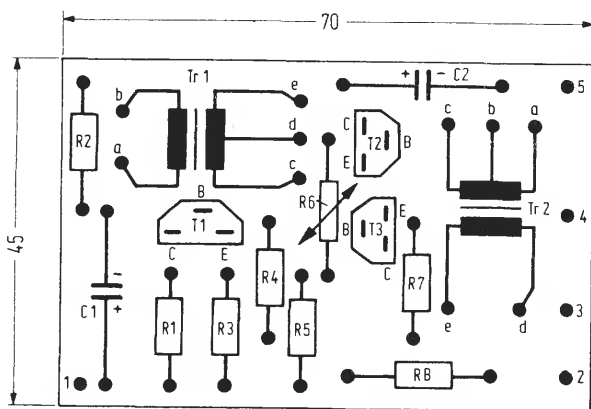 70
45
Tr 1
+ - C2
5
b
e
c
b
a
R2
d
C
T2
B
E
a
c
R6
B
T1
C
E
B
T3
E
C
Tr 2
4
R4
R7
-
C1
+
R1
R3
R5
e
d
3
R8
1
2